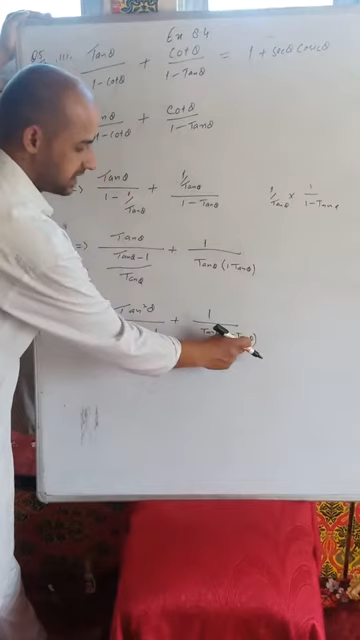 Ex 8.4
Q5. iii. Tanθ / 1 - cotθ + cotθ / 1 - Tanθ = 1 + secθ cosecθ
nθ / 1 - cotθ + cotθ / 1 - Tanθ
=> Tanθ / 1 - 1/Tanθ + 1/Tanθ / 1 - Tanθ 1/Tanθ × 1 / 1 - Tanθ
=> Tanθ / Tanθ - 1 / Tanθ + 1 / Tanθ (1 Tanθ)
Tan²θ + 1 / Tan